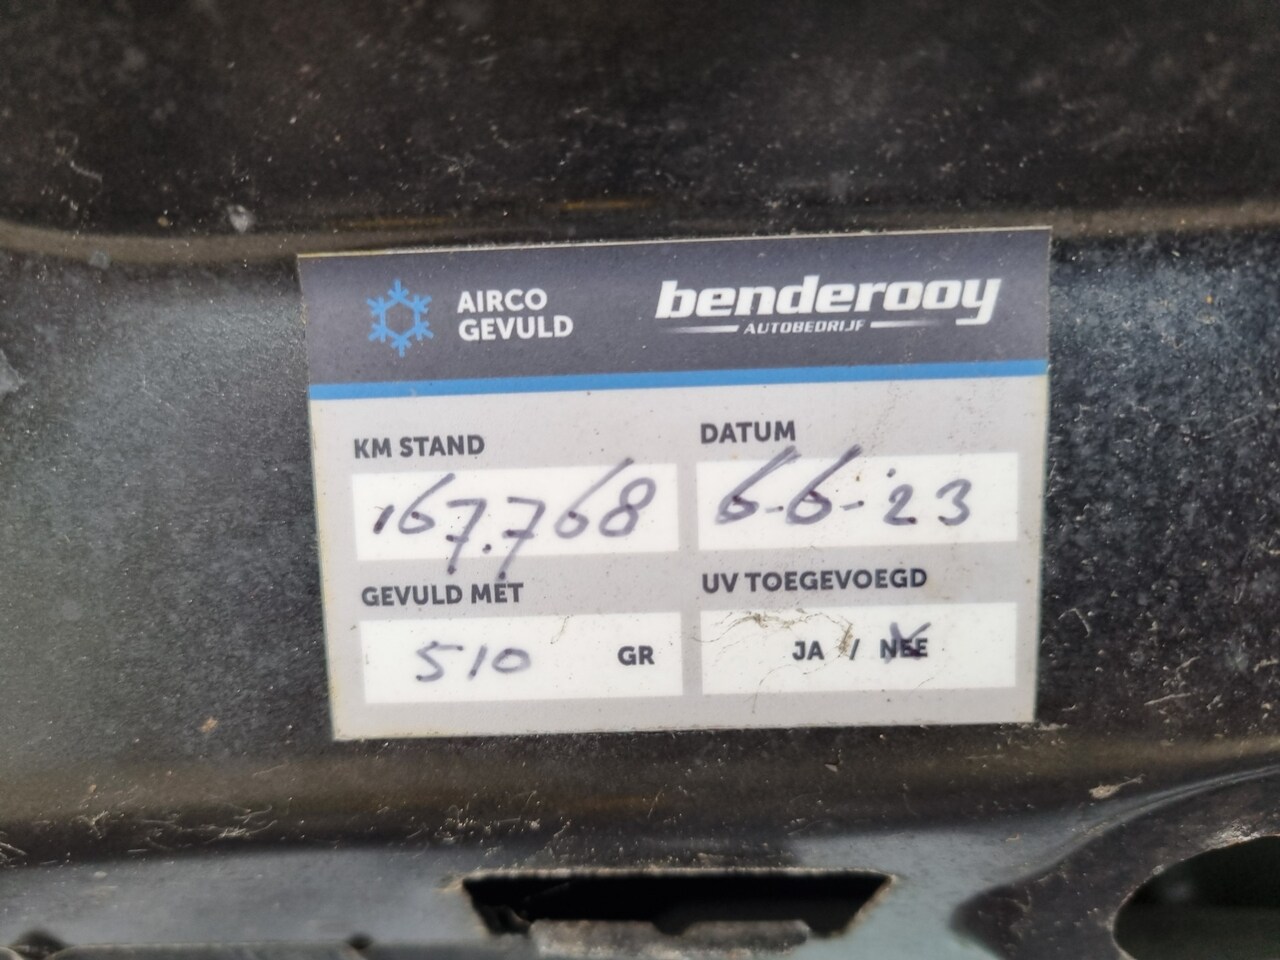 AIRCO
GEVULD
benderooy
AUTOBEDRIJF
KM STAND
167.768
DATUM
6-6-23
GEVULD MET
510 GR
UV TOEGEVOEGD
JA / NEE